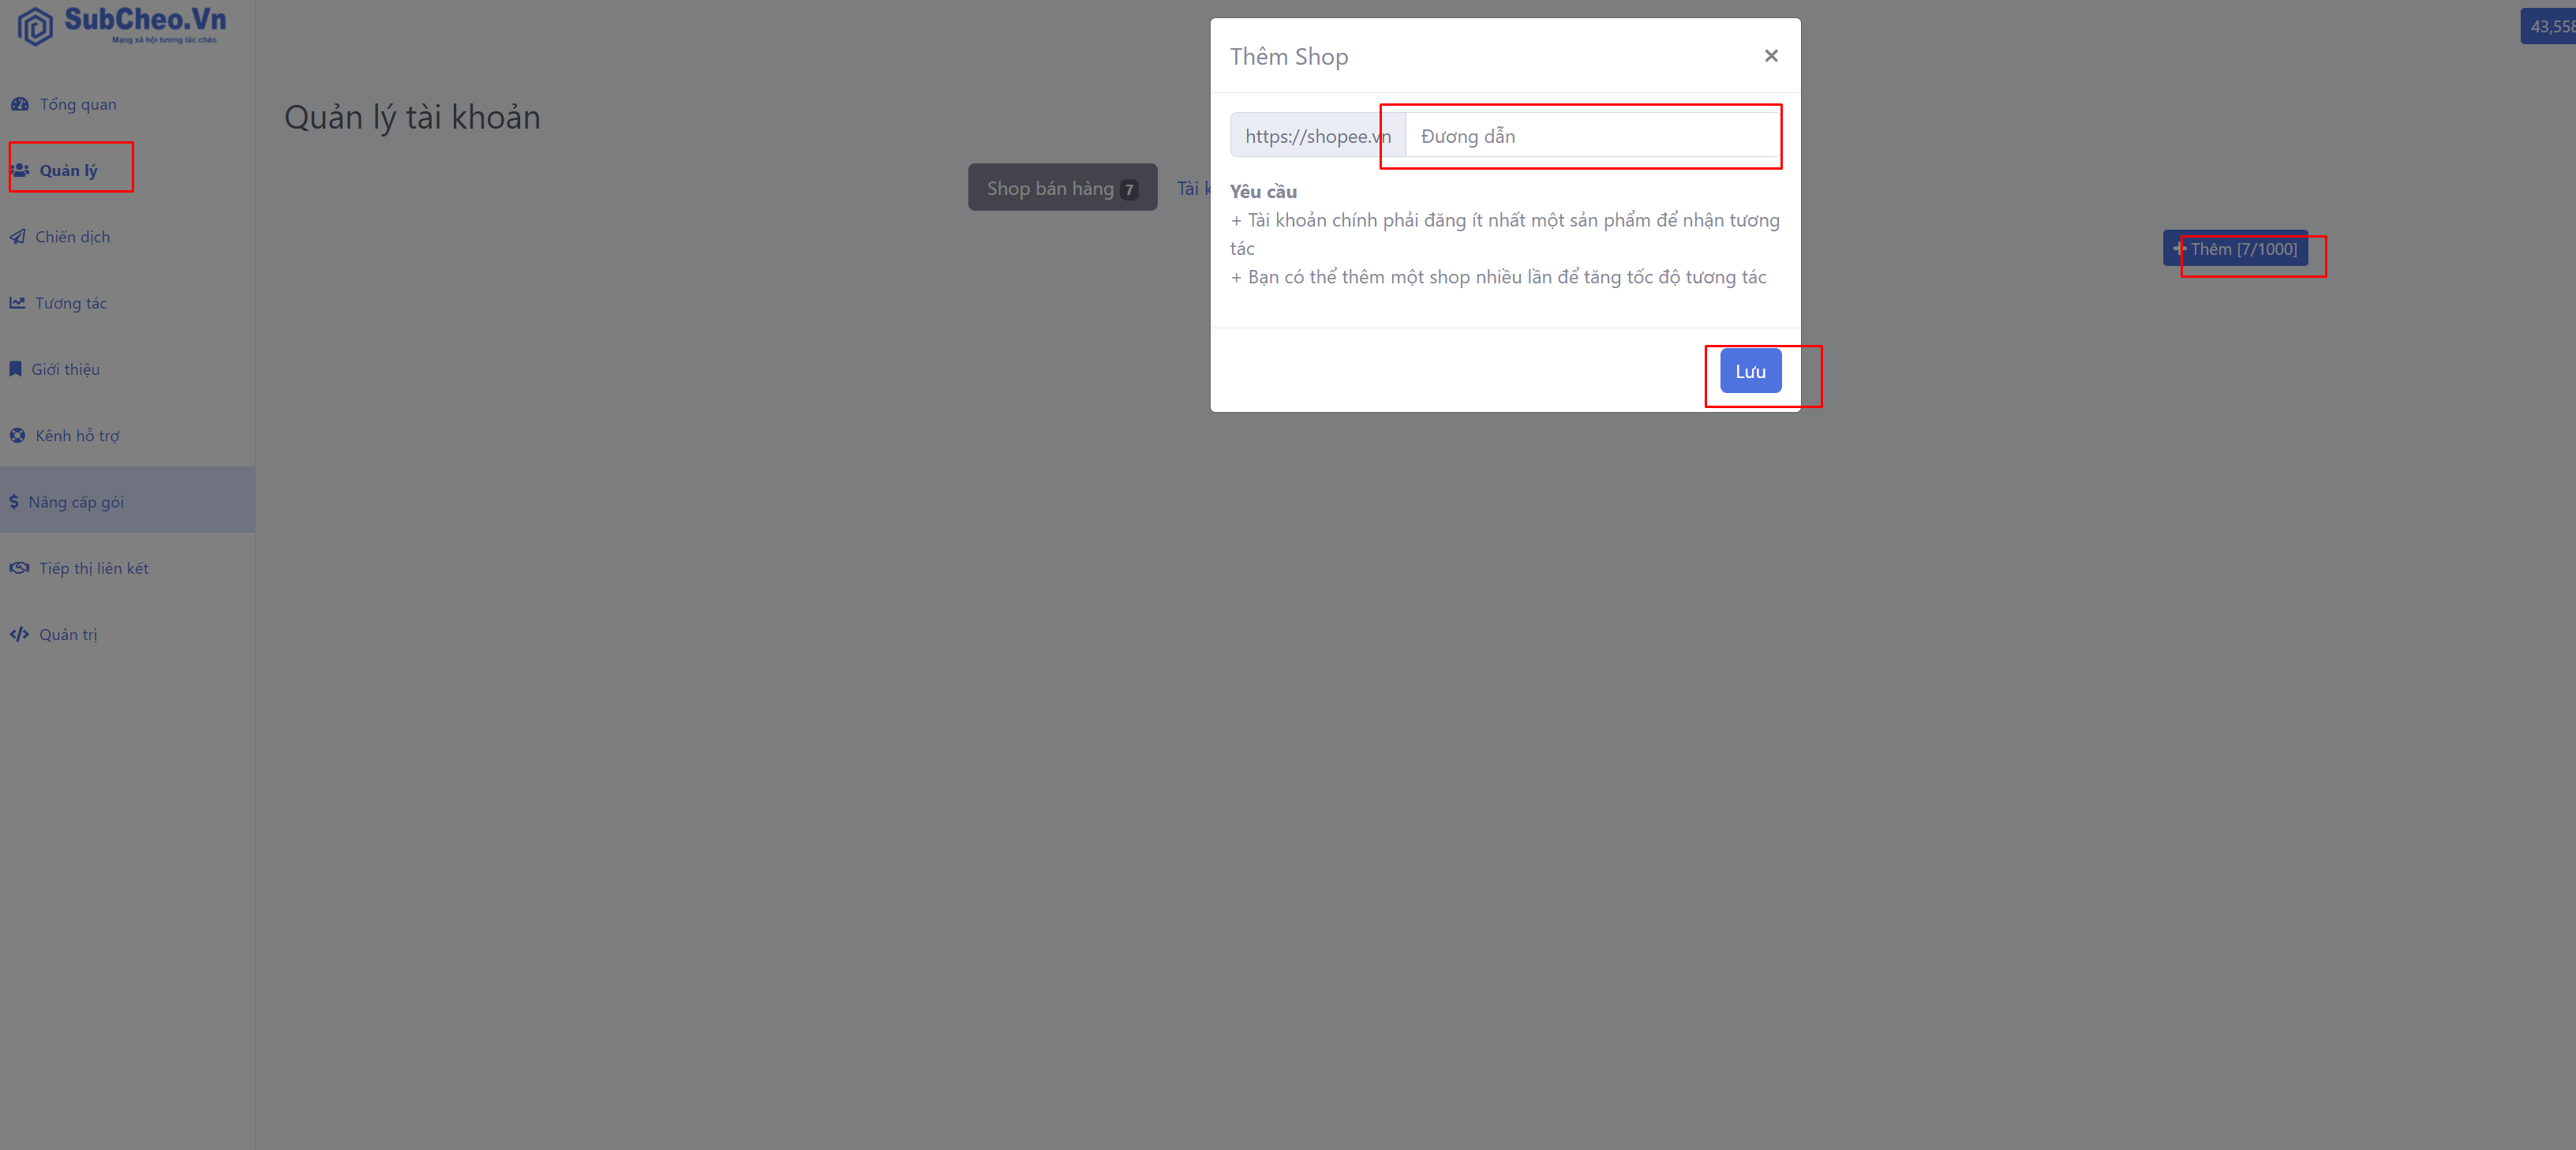 SubCheo.Vn
Mạng xã hội tương tác chéo
43,558
Tổng quan
Quản lý
Chiến dịch
Tương tác
Giới thiệu
Kênh hỗ trợ
Nâng cấp gói
Tiếp thị liên kết
Quản trị
Quản lý tài khoản
Shop bán hàng 7
Tài k
Thêm [7/1000]
Thêm Shop
×
https://shopee.vn
Đương dẫn
Yêu cầu
+ Tài khoản chính phải đăng ít nhất một sản phẩm để nhận tương
tác
+ Bạn có thể thêm một shop nhiều lần để tăng tốc độ tương tác
Lưu